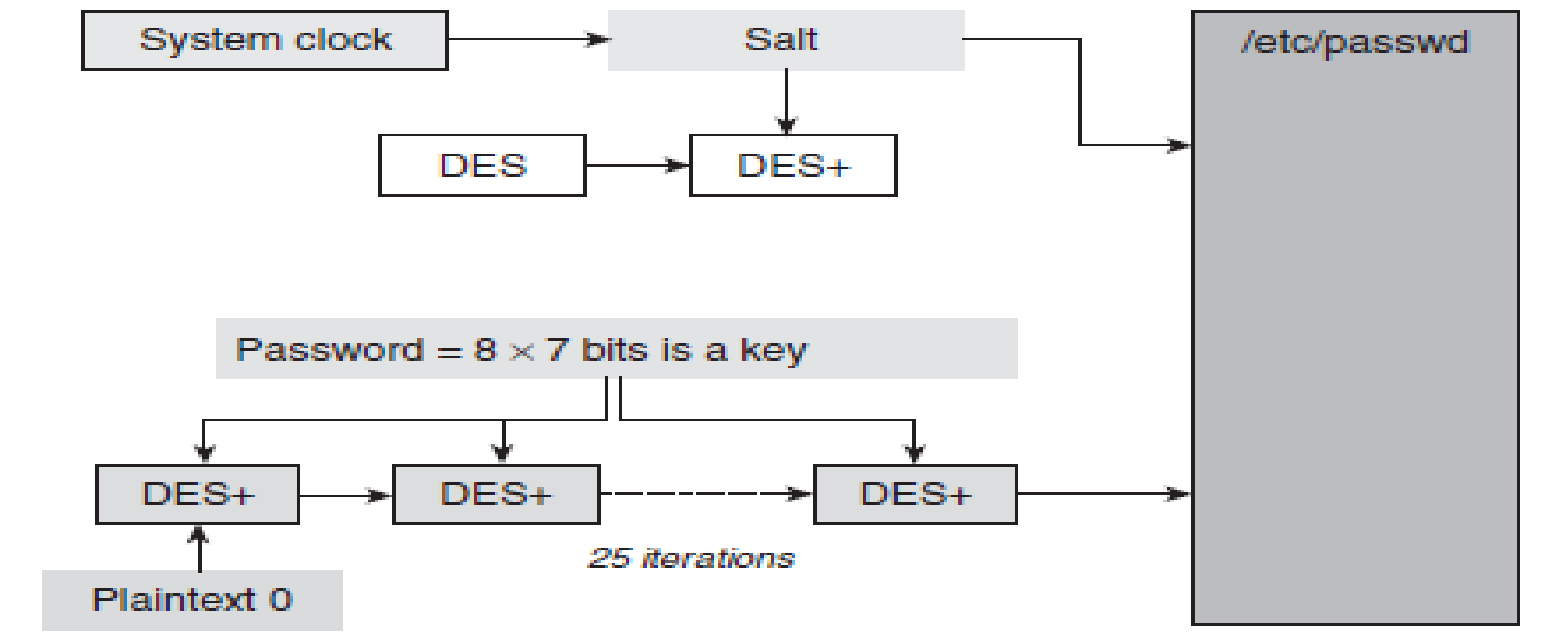 System clock
Salt
/etc/passwd
DES
DES+
Password = 8 × 7 bits is a key
DES+
DES+
DES+
25 iterations
Plaintext 0